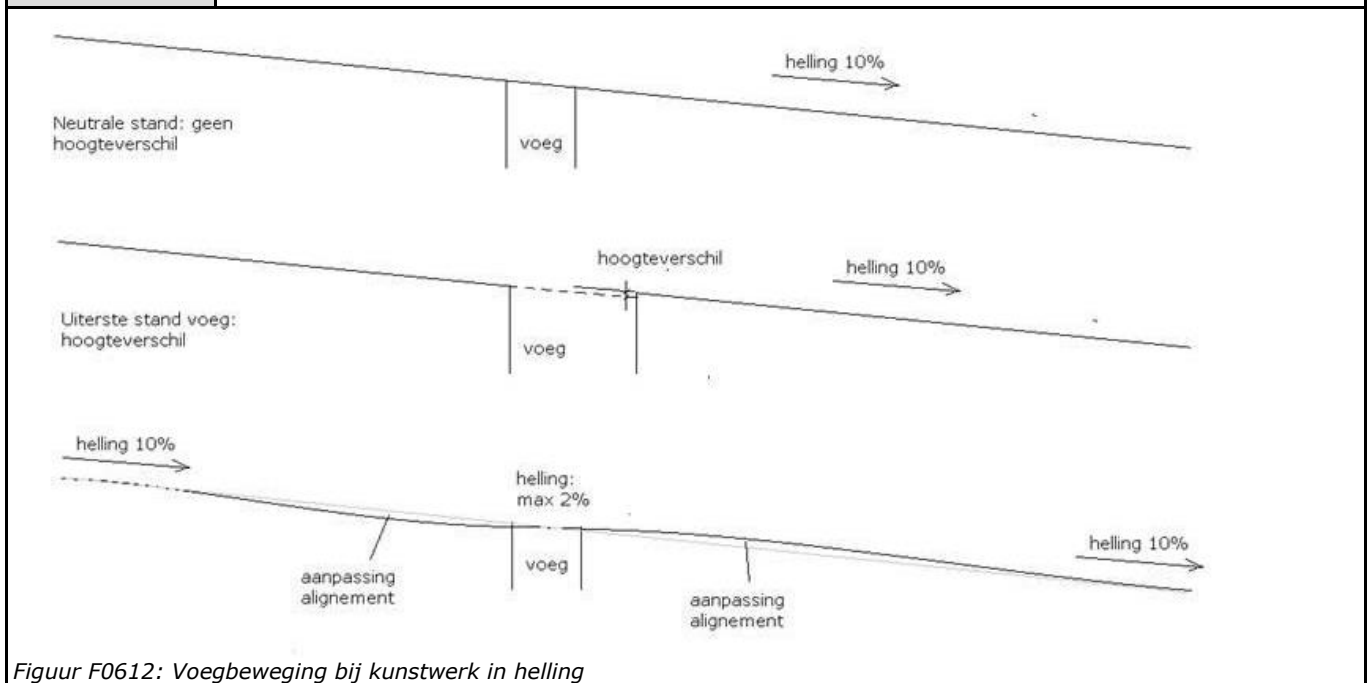 helling 10%
Neutrale stand: geen
hoogteverschil
voeg
hoogteverschil
helling 10%
Uiterste stand voeg:
hoogteverschil
voeg
helling 10%
helling:
max 2%
voeg
helling 10%
aanpassing
alignement
aanpassing
alignement
Figuur F0612: Voegbeweging bij kunstwerk in helling